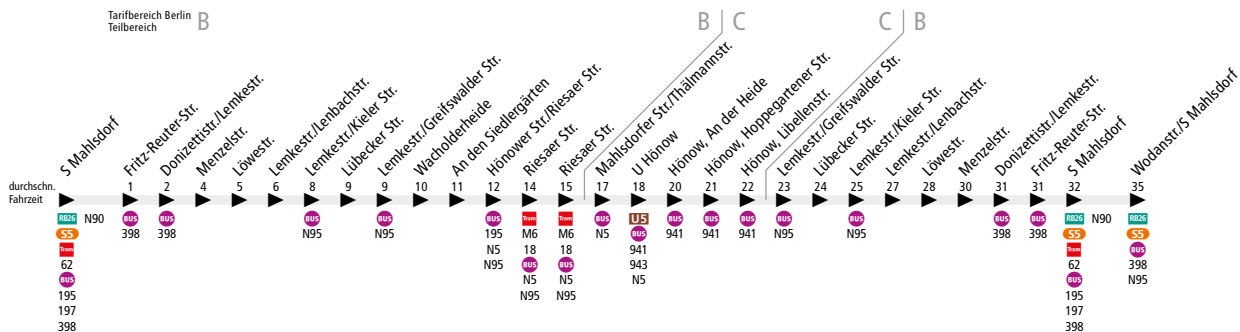 Tarifbereich Berlin
Teilbereich
B
B
C
C
B
S Mahlsdorf
Fritz-Reuter-Str.
Donizettistr./Lemkestr.
Menzelstr.
Löwestr.
Lemkestr./Lenbachstr.
Lemkestr./Kieler Str.
Lübecker Str.
Lemkestr./Greifswalder Str.
Wacholderheide
An den Siedlergärten
Hönower Str./Riesaer Str.
Riesaer Str.
Riesaer Str.
Mahlsdorfer Str./Thälmannstr.
U Hönow
Hönow, An der Heide
Hönow, Hoppegartener Str.
Hönow, Libellenstr.
Lemkestr/Greifswalder Str.
Lübecker Str.
Lemkestr/Kieler Str.
Lemkestr/Lenbachstr.
Löwestr.
Menzelstr.
Donizettistr/Lemkestr.
Fritz-Reuter-Str.
S Mahlsdorf
Wodanstr./S Mahlsdorf
durchschn.
Fahrzeit
1 2 4 5 6 8 9 9 10 11 12 14 15 17 18 20 21 22 23 24 25 27 28 30 31 31 32 35
RB26 N90
S5
Tram
62
BUS
195
197
398
BUS
398
BUS
398
BUS
N95
BUS
N95
BUS
195
N5
N95
Tram
M6
18
BUS
N5
N95
Tram
M6
18
BUS
N5
N95
BUS
N5
U5
BUS
941
943
N5
BUS
941
BUS
941
BUS
941
BUS
N95
BUS
N95
BUS
398
BUS
398
RB26 N90
S5
Tram
62
BUS
195
197
398
RB26
S5
BUS
398
N95